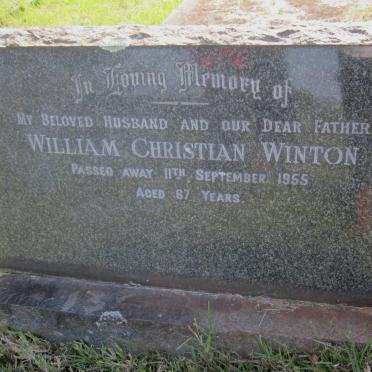 In Loving Memory of
My Beloved Husband and our Dear Father
William Christian Winton
Passed away 11th September 1955
Aged 67 Years.